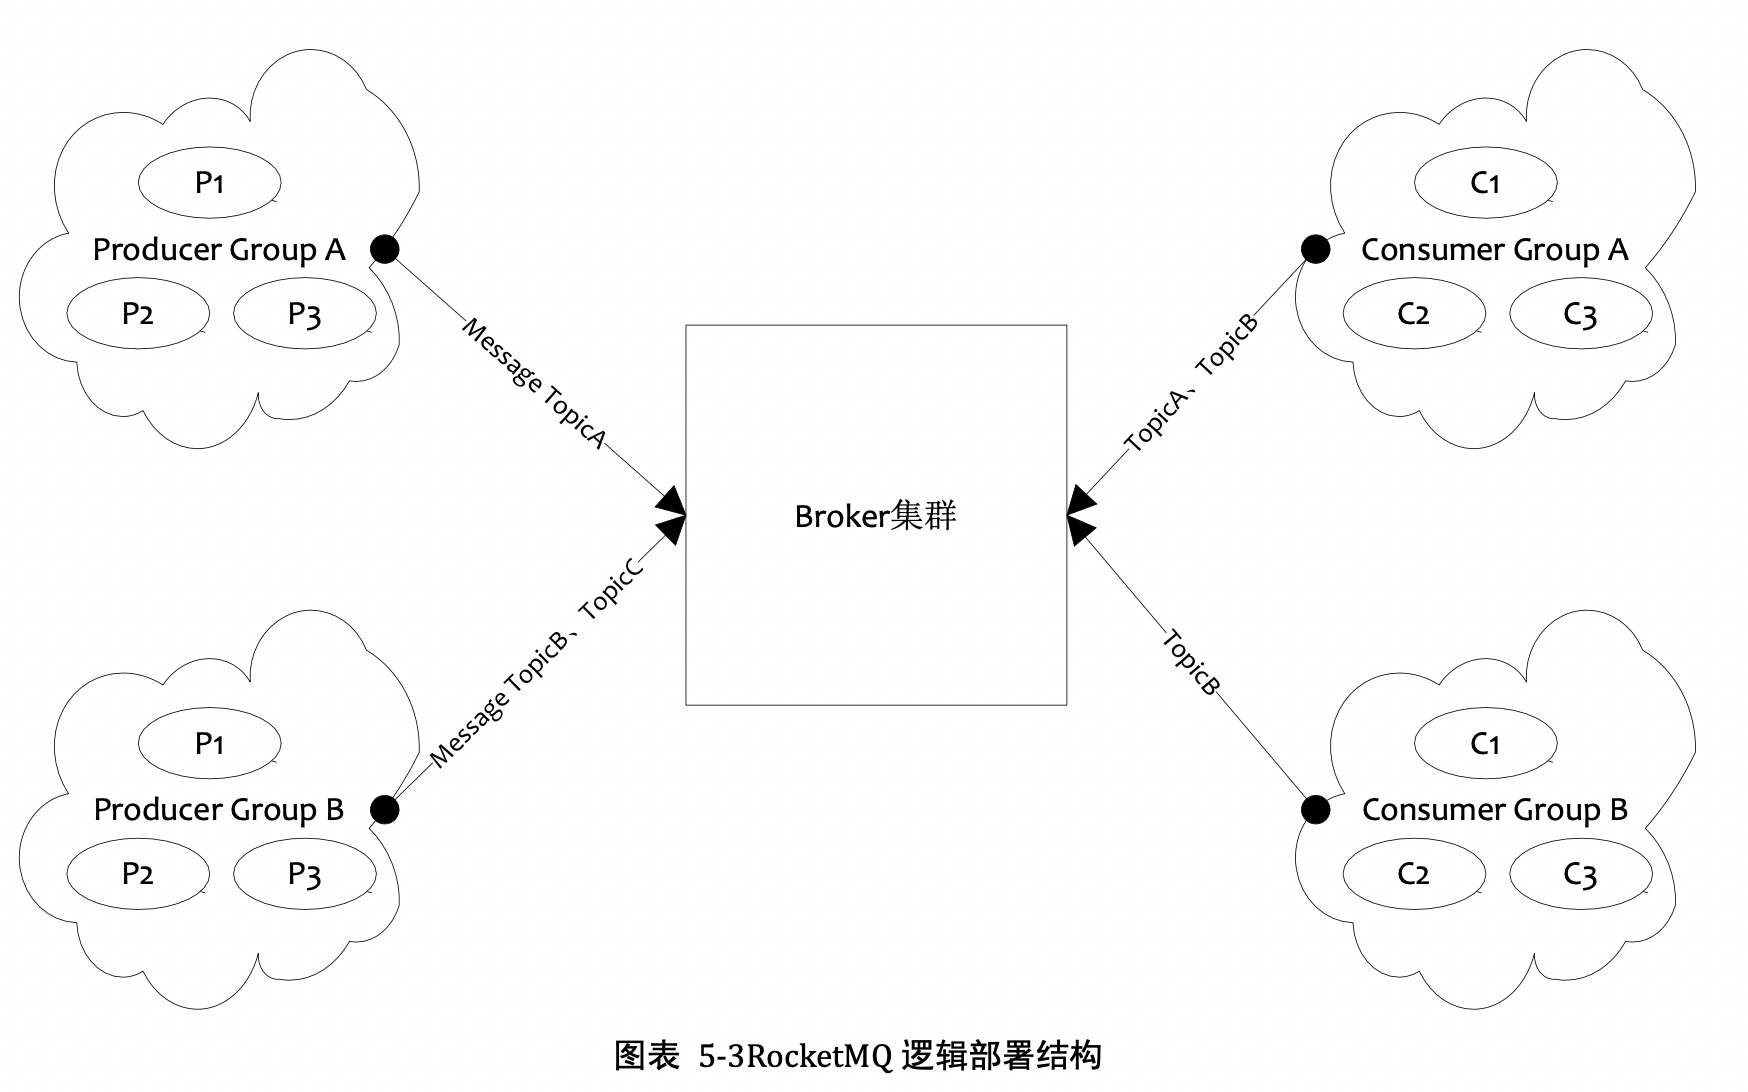 P1
Producer Group A
P2
P3
Message TopicA
C1
Consumer Group A
C2
C3
TopicA、TopicB
Broker集群
P1
Producer Group B
P2
P3
Message TopicB、TopicC
C1
Consumer Group B
C2
C3
TopicB
图表 5-3RocketMQ 逻辑部署结构